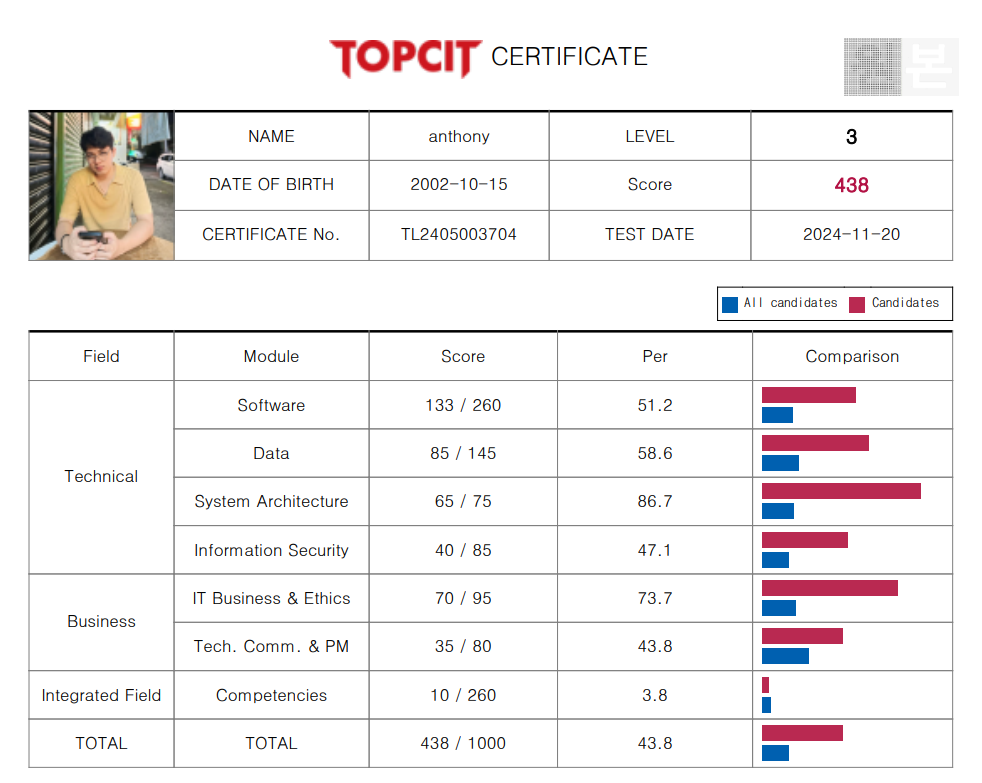 TOPCIT CERTIFICATE
원본
NAME anthony LEVEL 3
DATE OF BIRTH 2002-10-15 Score 438
CERTIFICATE No. TL2405003704 TEST DATE 2024-11-20
All candidates Candidates
Field Module Score Per Comparison
Technical
Software 133 / 260 51.2
Data 85 / 145 58.6
System Architecture 65 / 75 86.7
Information Security 40 / 85 47.1
Business
IT Business & Ethics 70 / 95 73.7
Tech. Comm. & PM 35 / 80 43.8
Integrated Field Competencies 10 / 260 3.8
TOTAL TOTAL 438 / 1000 43.8